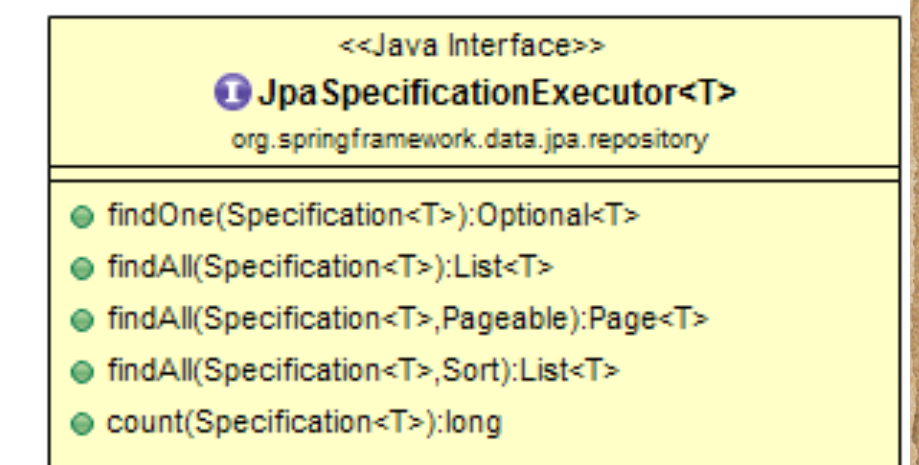 <<Java Interface>>
I JpaSpecificationExecutor<T>
org.springframework.data.jpa.repository
findOne(Specification<T>):Optional<T>
findAll(Specification<T>):List<T>
findAll(Specification<T>,Pageable):Page<T>
findAll(Specification<T>,Sort):List<T>
count(Specification<T>):long